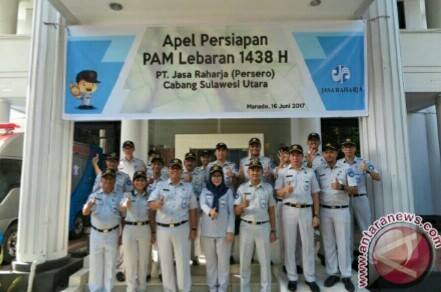 Apel Persiapan
PAM Lebaran 1438 H
PT. Jasa Raharja (Persero)
Cabang Sulawesi Utara
JASA RAHARJA
Manado, 16 Juni 2017
www.antaranews.com